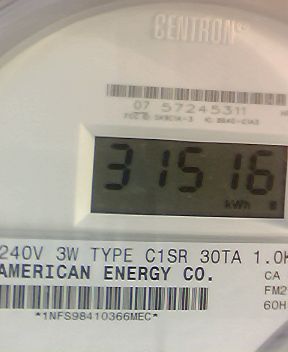 CENTRON®
07 57245311
31516
kWh
240V 3W TYPE C1SR 30TA 1.0K
AMERICAN ENERGY CO.
CA
FM2
60H
*1NFS98410366MEC*